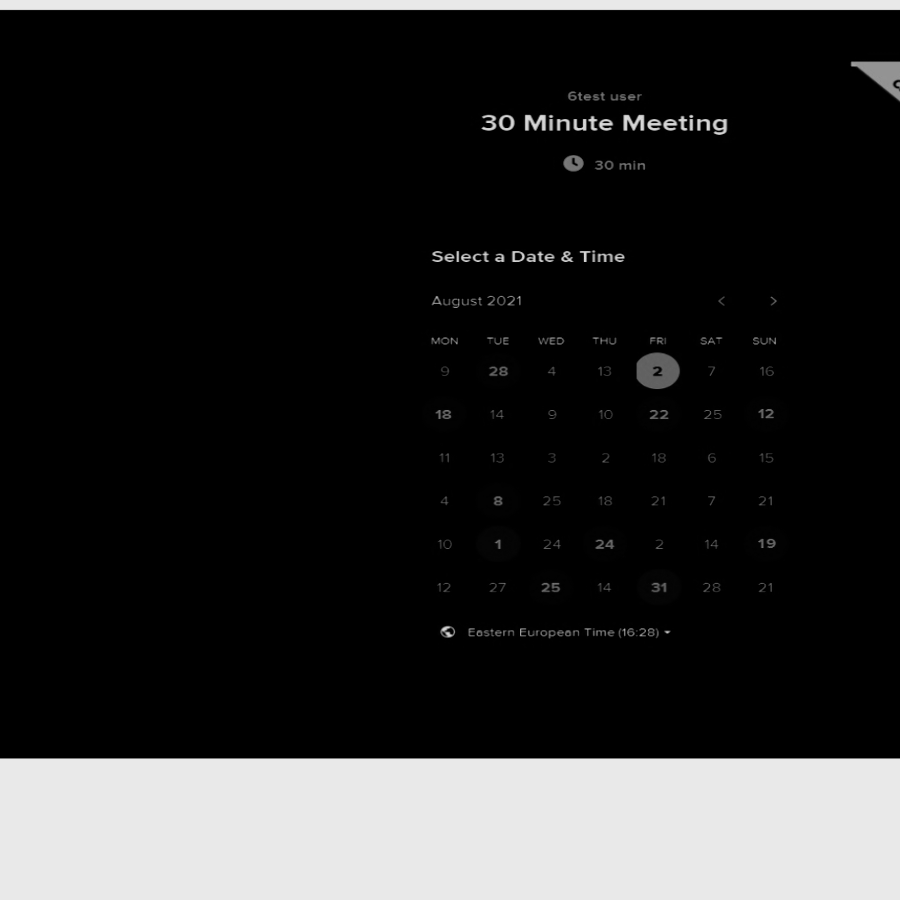 6test user
30 Minute Meeting
30 min
Select a Date & Time
August 2021
MON TUE WED THU FRI SAT SUN
9 28 4 13 2 7 16
18 14 9 10 22 25 12
11 13 3 2 18 6 15
4 8 25 18 21 7 21
10 1 24 24 2 14 19
12 27 25 14 31 28 21
Eastern European Time (16:28)